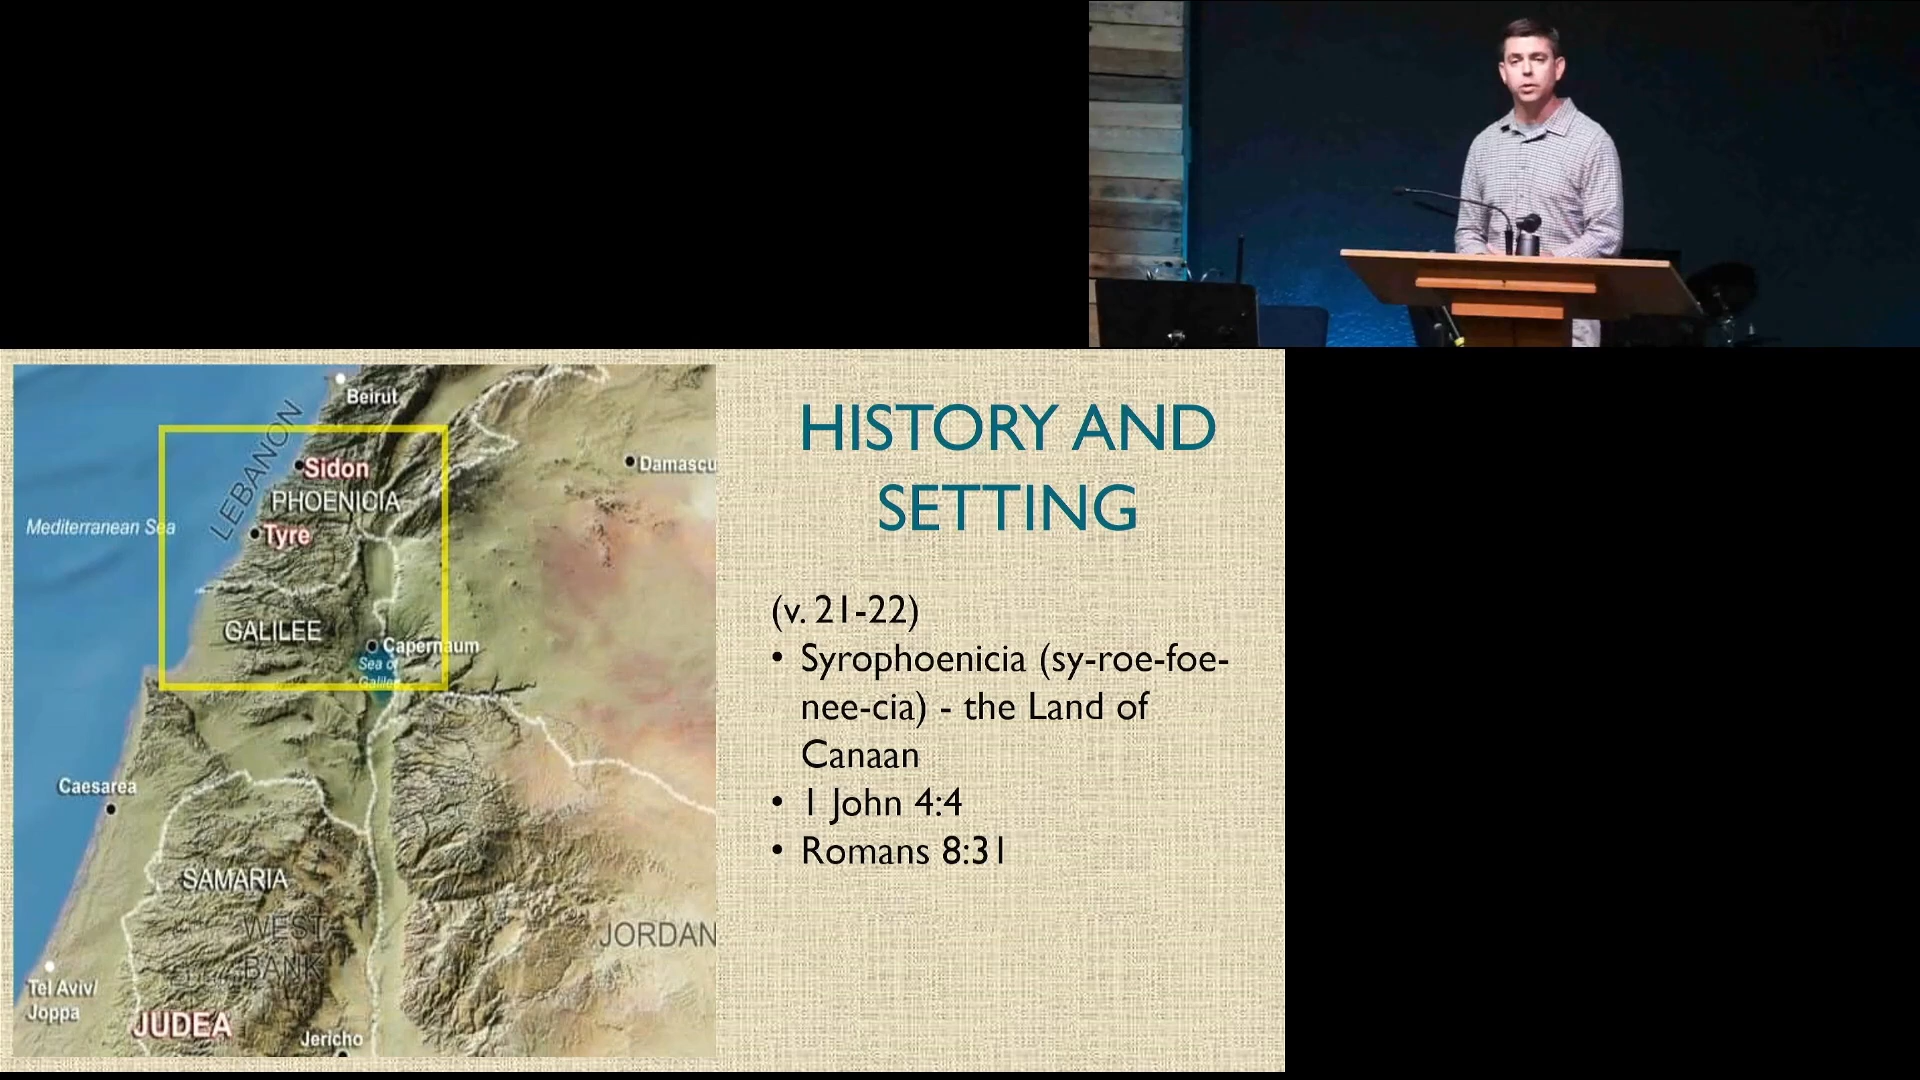 Beirut
LEBANON
Sidon
PHOENICIA
Damascu
Mediterranean Sea
Tyre
GALILEE
Capernaum
Sea of
Galilee
Caesarea
SAMARIA
WEST
BANK
JORDAN
Tel Aviv/
Joppa
JUDEA
Jericho
HISTORY AND
SETTING
(v. 21-22)
• Syrophoenicia (sy-roe-foe-
nee-cia) - the Land of
Canaan
• 1 John 4:4
• Romans 8:31